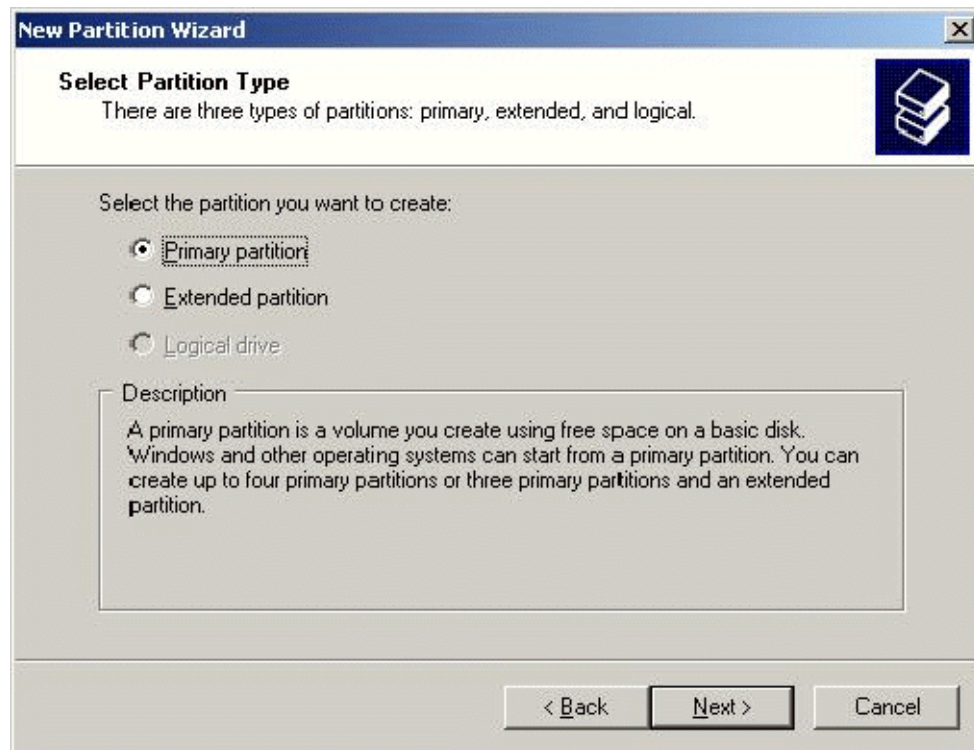 New Partition Wizard
Select Partition Type
There are three types of partitions: primary, extended, and logical.
Select the partition you want to create:
Primary partition
Extended partition
Logical drive
Description
A primary partition is a volume you create using free space on a basic disk.
Windows and other operating systems can start from a primary partition. You can
create up to four primary partitions or three primary partitions and an extended
partition.
< Back
Next >
Cancel